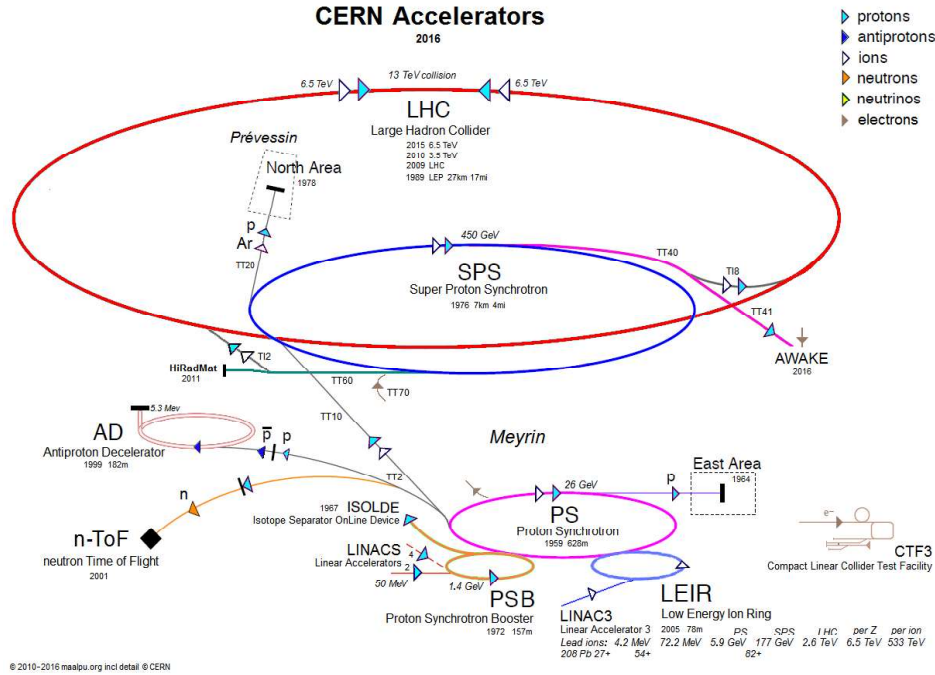 CERN Accelerators
2016
protons
antiprotons
ions
neutrons
neutrinos
electrons
6.5 TeV
13 TeV collision
6.5 TeV
LHC
Large Hadron Collider
2015 6.5 TeV
2010 3.5 TeV
2009 LHC
1989 LEP 27km 17mi
Prévessin
North Area
1978
p
Ar
TT20
450 GeV
SPS
Super Proton Synchrotron
1976 7km 4mi
TT40
TI8
TT41
AWAKE
2016
TI2
HiRadMat
2011
TT60
TT70
TT10
5.3 Mev
AD
Antiproton Decelerator
1999 182m
p̅
p
Meyrin
TT2
n
n-ToF
neutron Time of Flight
2001
1967 ISOLDE
Isotope Separator OnLine Device
26 GeV
PS
Proton Synchrotron
1959 628m
p
East Area
1964
LINACS
Linear Accelerators
4
2
50 MeV
1.4 GeV
PSB
Proton Synchrotron Booster
1972 157m
e-
CTF3
Compact Linear Collider Test Facility
LINAC3
Linear Accelerator 3
LEIR
Low Energy Ion Ring
2005 78m
PS SPS LHC per Z per ion
Lead ions: 4.2 MeV 72.2 MeV 5.9 GeV 177 GeV 2.6 TeV 6.5 TeV 533 TeV
208 Pb 27+ 54+ 82+
© 2010-2016 maalpu.org incl detail © CERN